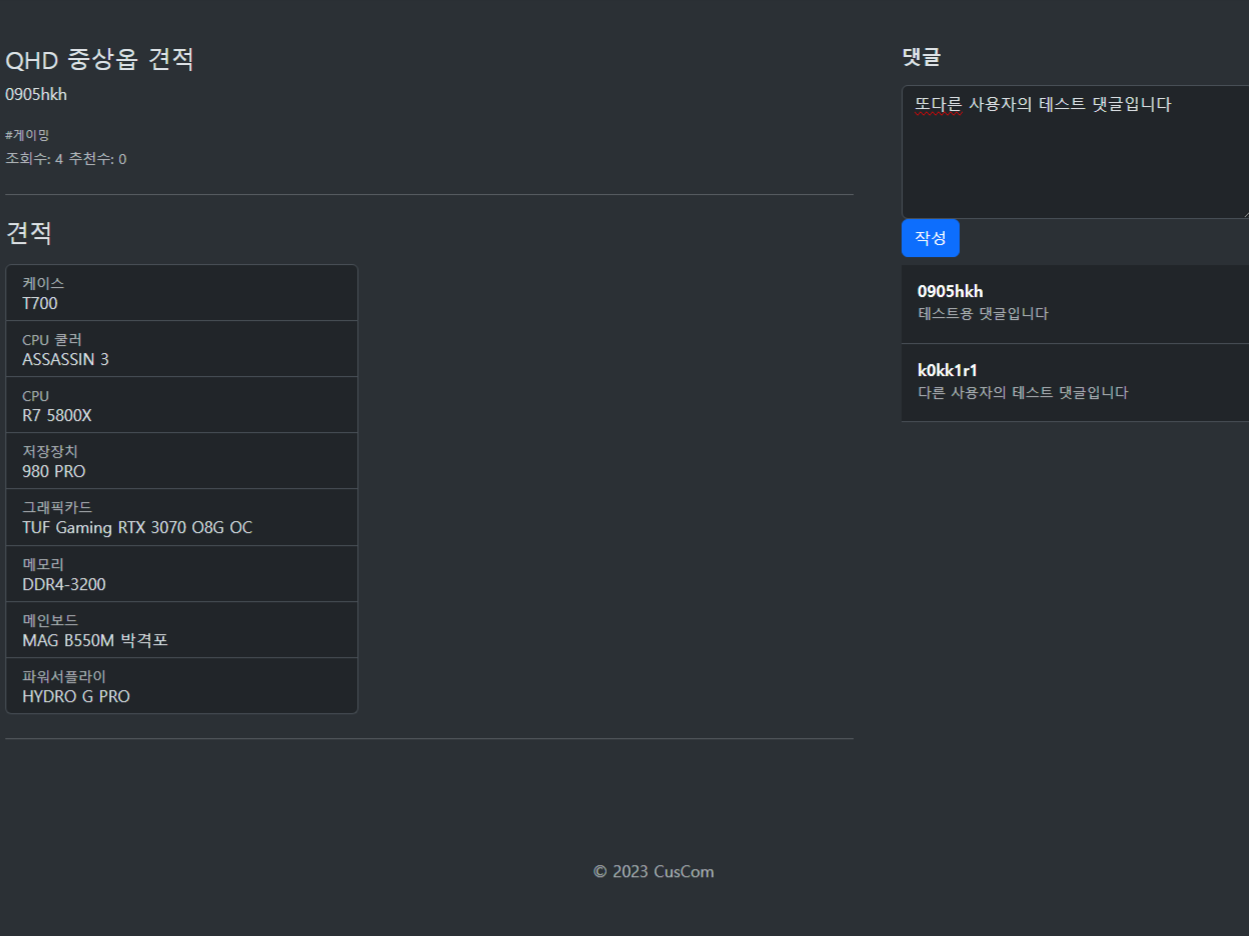 QHD 중상옵 견적
0905hkh
#게이밍
조회수: 4 추천수: 0
견적
케이스
T700
CPU 쿨러
ASSASSIN 3
CPU
R7 5800X
저장장치
980 PRO
그래픽카드
TUF Gaming RTX 3070 O8G OC
메모리
DDR4-3200
메인보드
MAG B550M 박격포
파워서플라이
HYDRO G PRO
댓글
또다른 사용자의 테스트 댓글입니다
작성
0905hkh
테스트용 댓글입니다
k0kk1r1
다른 사용자의 테스트 댓글입니다
© 2023 CusCom